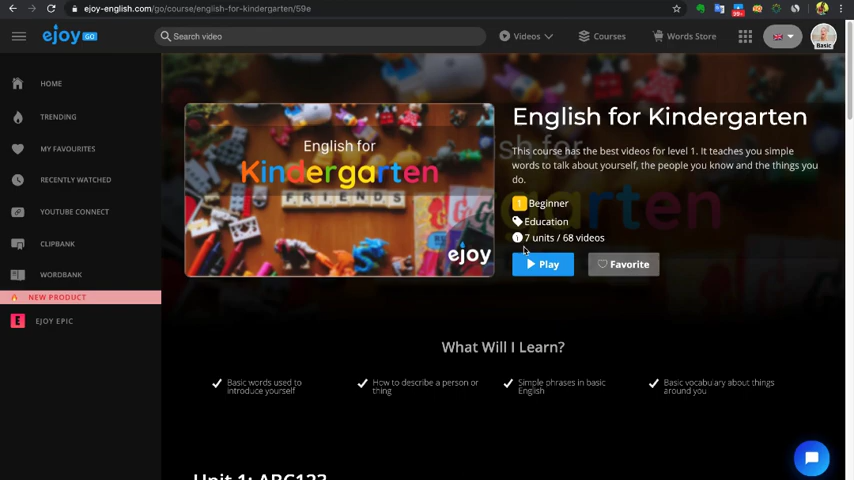 ejoy-english.com/go/course/english-for-kindergarten/59e
99+
ejoy GO
Search video
Videos
Courses
Words Store
Basic
HOME
TRENDING
MY FAVOURITES
RECENTLY WATCHED
YOUTUBE CONNECT
CLIPBANK
WORDBANK
NEW PRODUCT
E
EJOY EPIC
English for
Kindergarten
FRIENDS
ejoy
English for Kindergarten
This course has the best videos for level 1. It teaches you simple
words to talk about yourself, the people you know and the things you
do.
Beginner
Education
7 units / 68 videos
Play
Favorite
What Will I Learn?
Basic words used to
introduce yourself
How to describe a person or
thing
Simple phrases in basic
English
Basic vocabulary about things
around you
Unit 1: ABC123